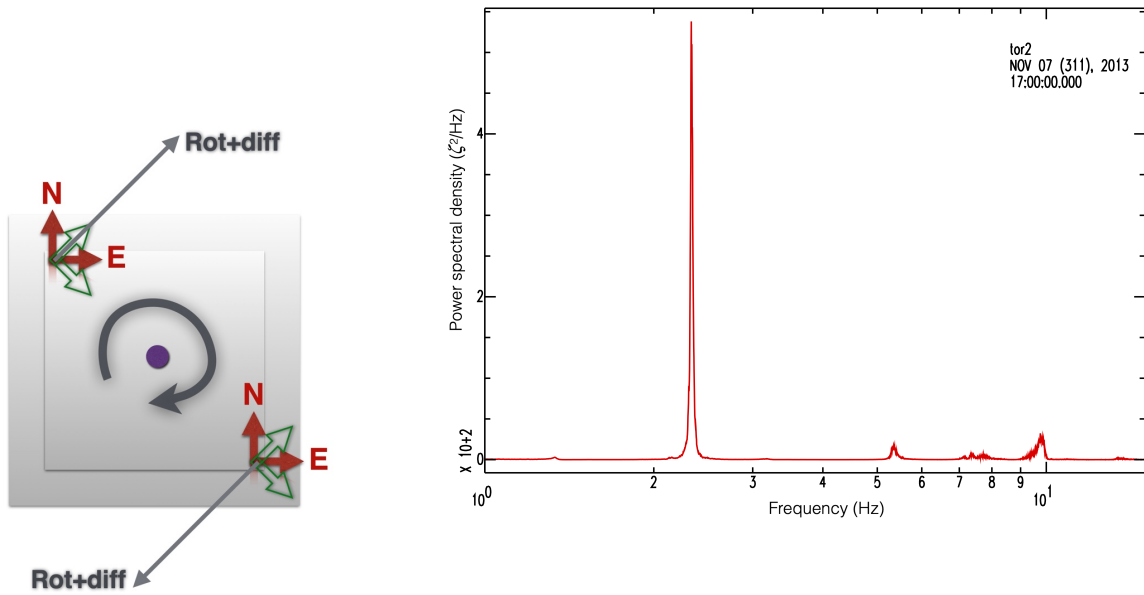 Rot+diff
N
E
N
E
Rot+diff
tor2
NOV 07 (311), 2013
17:00:00.000
Power spectral density (ζ²/Hz)
4
2
0
X 10+2
10⁰
2
3
4
5
6
7
8
9
10¹
Frequency (Hz)